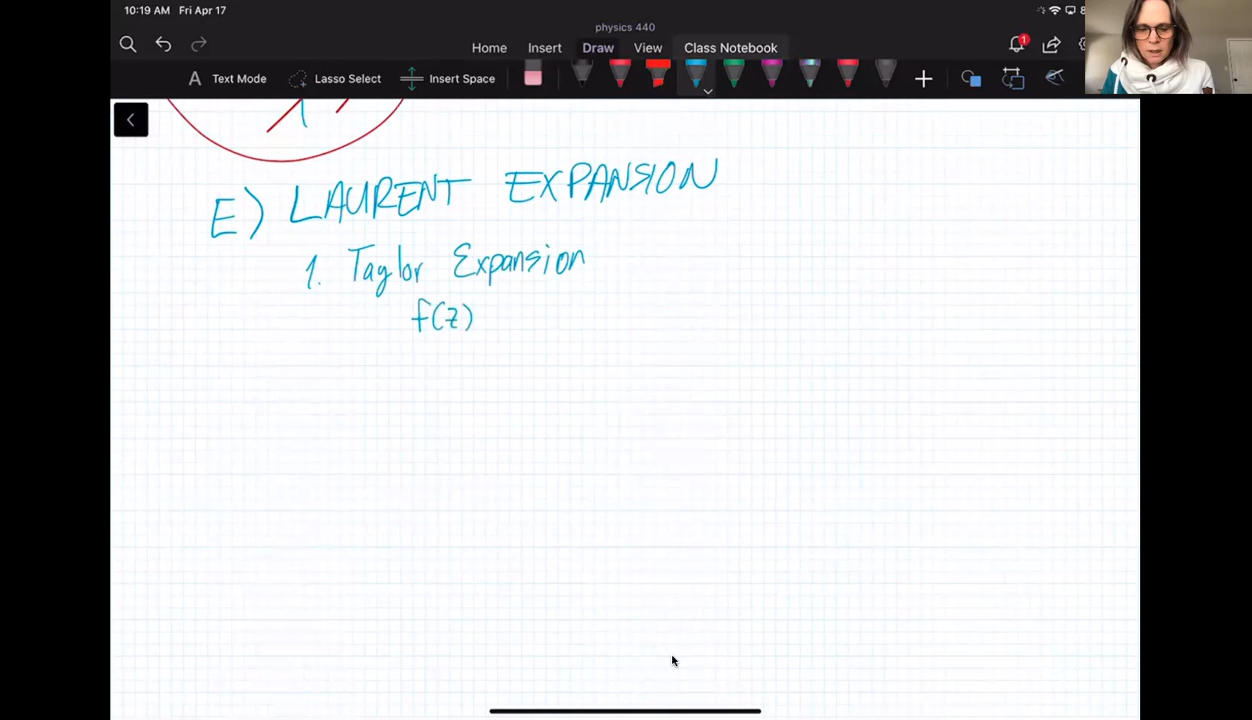 10:19 AM Fri Apr 17
physics 440
Home Insert Draw View Class Notebook
1
A Text Mode Lasso Select Insert Space
E) LAURENT EXPANSION
1. Taylor Expansion
f(z)